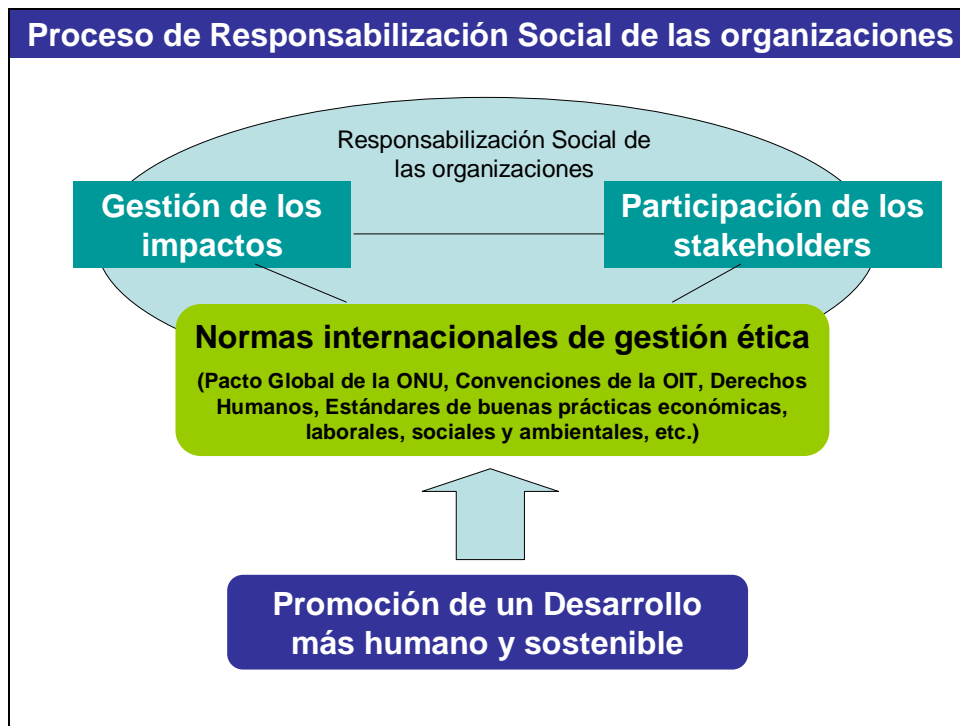 Proceso de Responsabilización Social de las organizaciones
Responsabilización Social de
las organizaciones
Gestión de los
impactos
Participación de los
stakeholders
Normas internacionales de gestión ética
(Pacto Global de la ONU, Convenciones de la OIT, Derechos
Humanos, Estándares de buenas prácticas económicas,
laborales, sociales y ambientales, etc.)
Promoción de un Desarrollo
más humano y sostenible